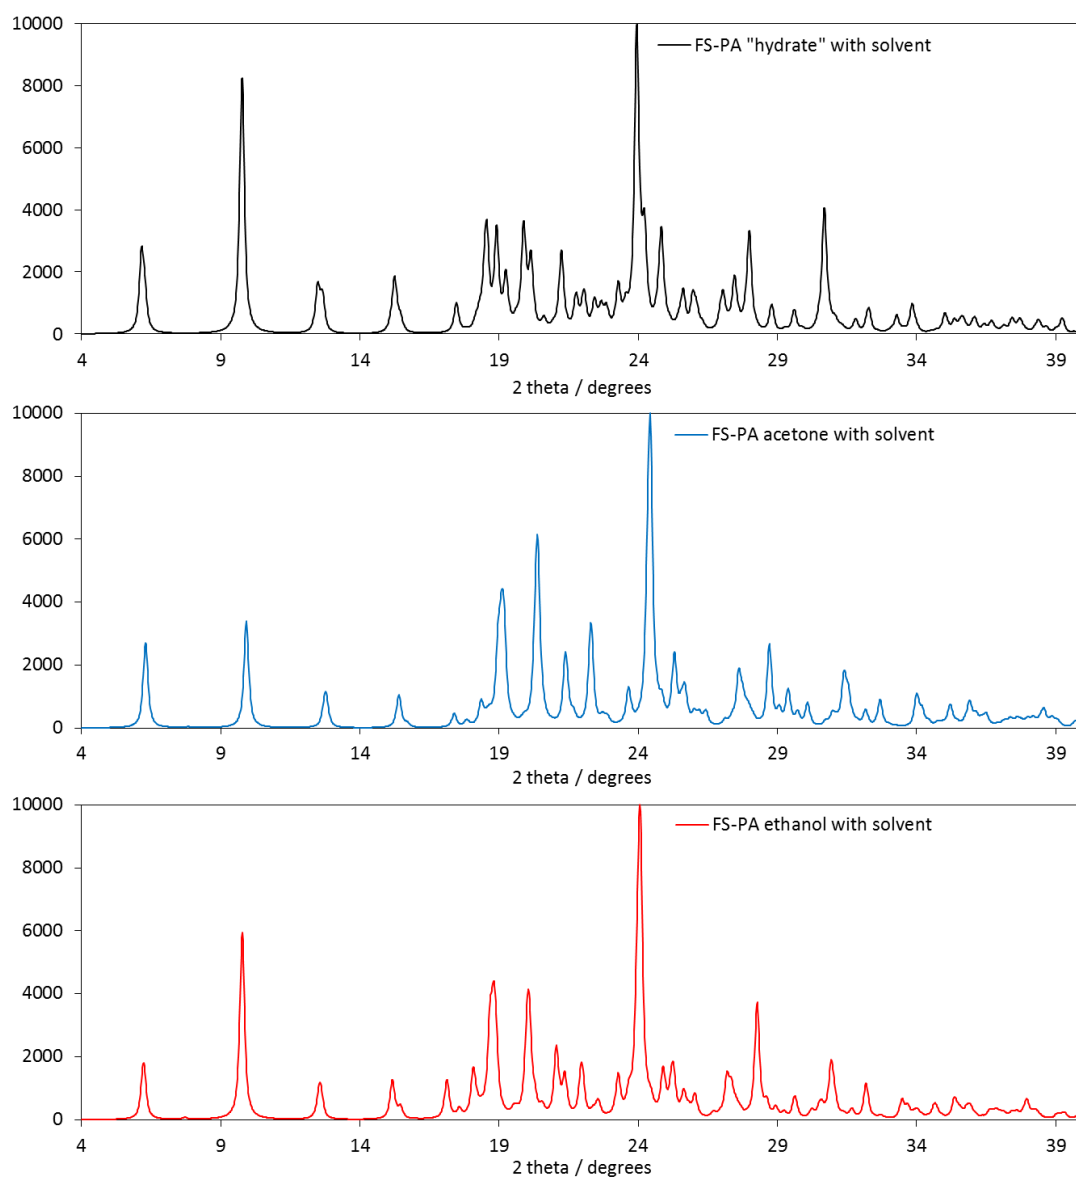 10000
FS-PA "hydrate" with solvent
8000
6000
4000
2000
0
4 9 14 19 24 29 34 39
2 theta / degrees
10000
FS-PA acetone with solvent
8000
6000
4000
2000
0
4 9 14 19 24 29 34 39
2 theta / degrees
10000
FS-PA ethanol with solvent
8000
6000
4000
2000
0
4 9 14 19 24 29 34 39
2 theta / degrees